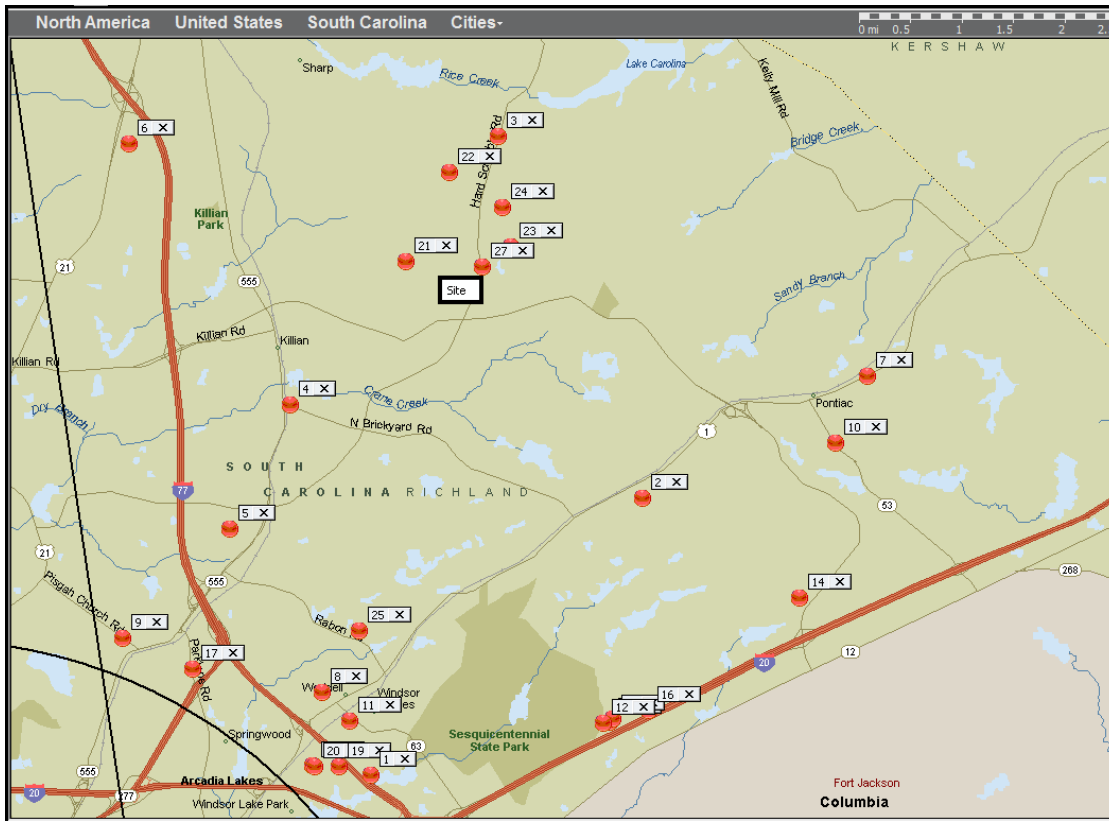 North America United States South Carolina Cities-
0 mi .5 1 1.5 2 2.
KERSHAW
Sharp
Rice Creek
Lake Carolina
Kelly Mill Rd
6 X
3 X
Bridge Creek
22 X
Hard
Rd
24 X
Killian
Park
23 X
21 X
27 X
21
555
Site
Sandy Branch
Killian Rd
Killian
Killian Rd
7 X
4 X
Crane Creek
Pontiac
Dry Branch
N Brickyard Rd
10 X
1
SOUTH
CAROLINA
RICHLAND
77
2 X
53
5 X
21
555
268
14 X
Pisgah Church Rd
25 X
Rabon
9 X
12
17 X
20
Rd
8 X
16 X
Windsor
11 X
12 X
Springwood
63
Sesquicentennial
State Park
20
19 X
1 X
555
Arcadia Lakes
Fort Jackson
20
277
Windsor Lake Park
Columbia